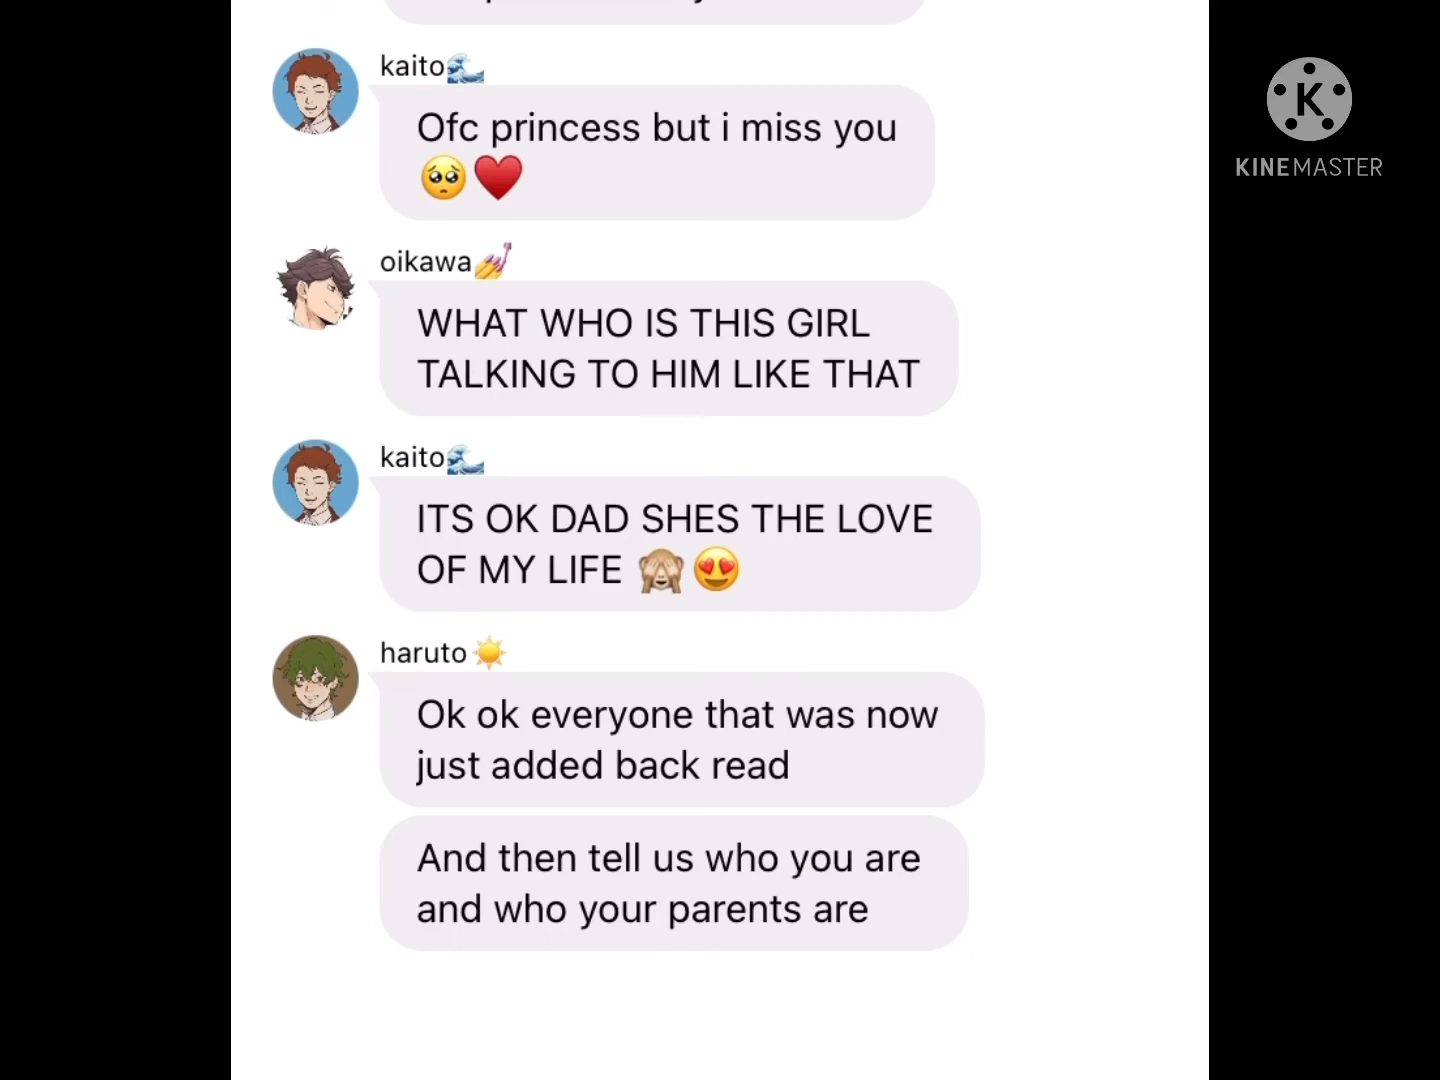 kaito🌊
Ofc princess but i miss you
🥺♥️
oikawa💅
WHAT WHO IS THIS GIRL
TALKING TO HIM LIKE THAT
kaito🌊
ITS OK DAD SHES THE LOVE
OF MY LIFE 🙈😍
haruto☀️
Ok ok everyone that was now
just added back read
And then tell us who you are
and who your parents are
K
KINEMASTER